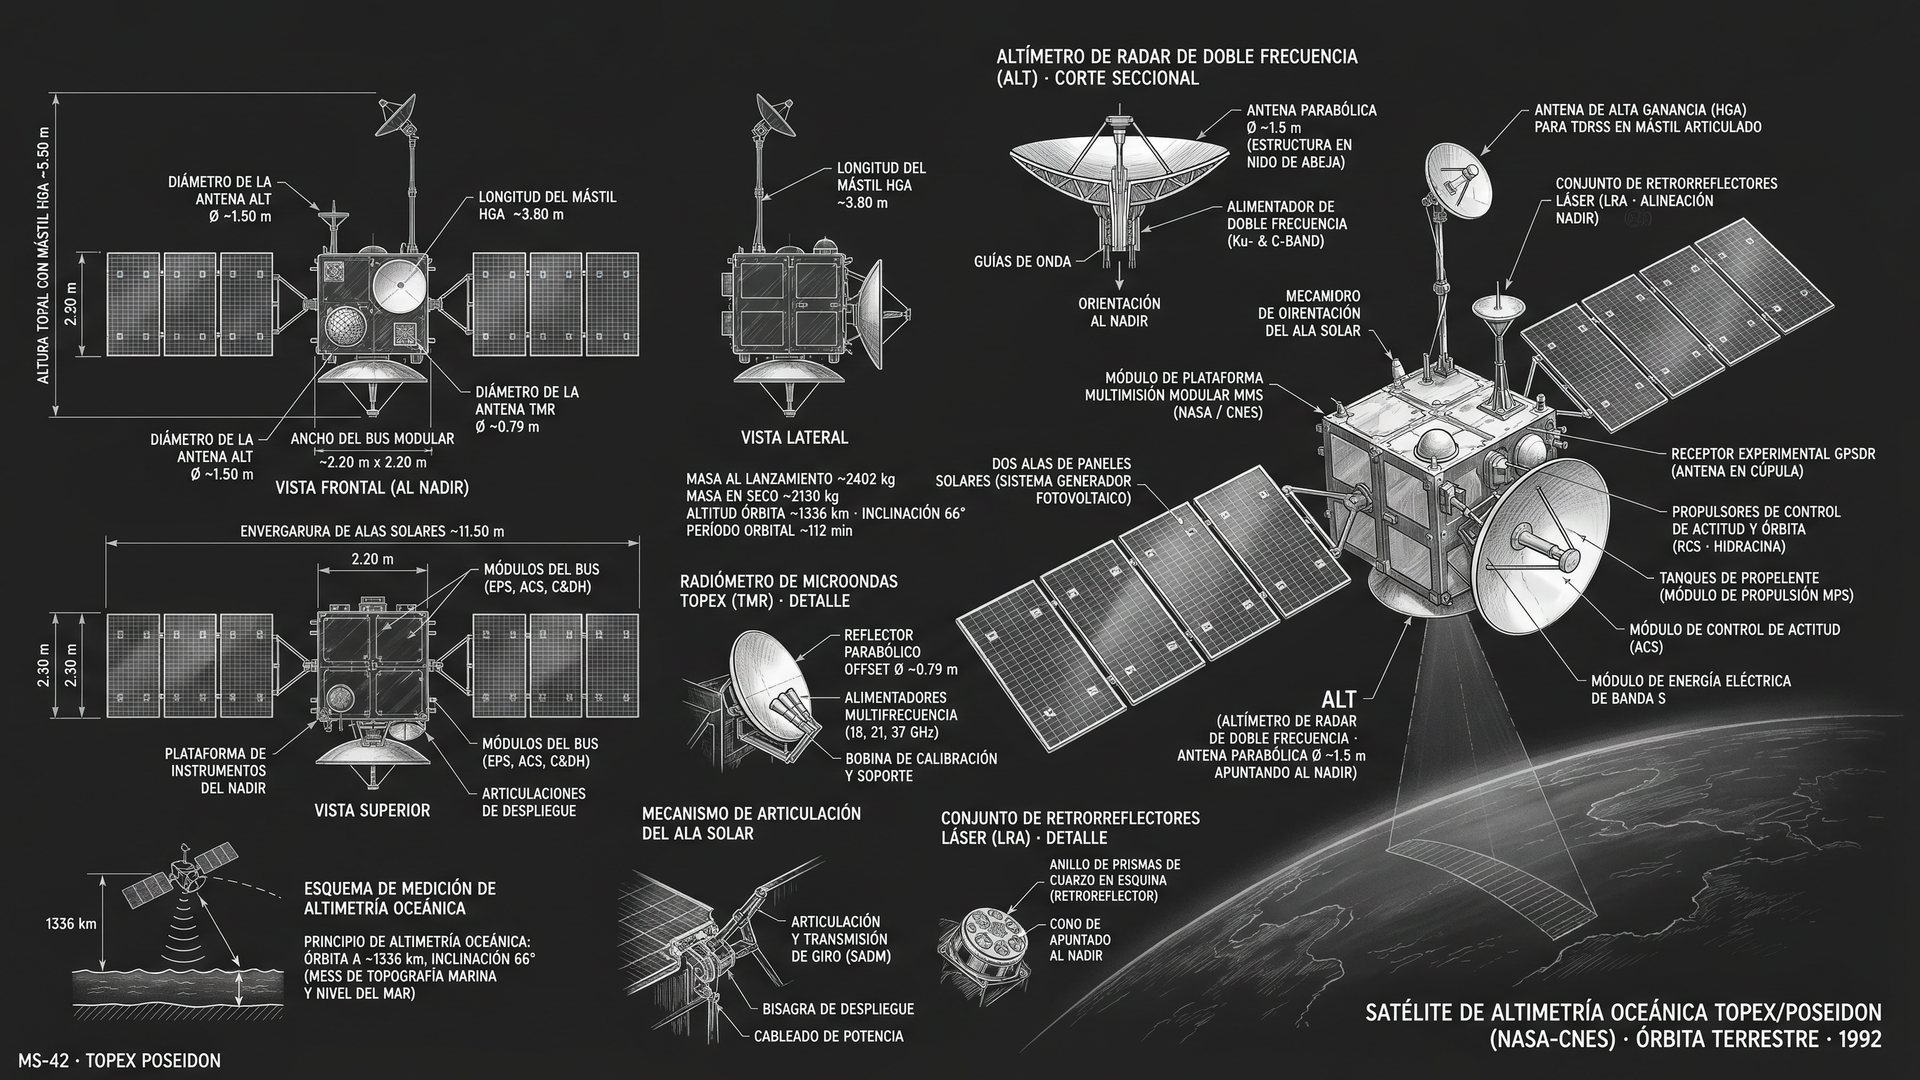 ALTURA TOPAL CON MÁSTIL HGA ~5.50 m
2.30 m
DIÁMETRO DE LA
ANTENA ALT
Ø ~1.50 m
LONGITUD DEL MÁSTIL
HGA ~3.80 m
DIÁMETRO DE LA
ANTENA TMR
Ø ~0.79 m
DIÁMETRO DE LA
ANTENA ALT
Ø ~1.50 m
ANCHO DEL BUS MODULAR
~2.20 m x 2.20 m
VISTA FRONTAL (AL NADIR)
LONGITUD DEL
MÁSTIL HGA
~3.80 m
VISTA LATERAL
MASA AL LANZAMIENTO ~2402 kg
MASA EN SECO ~2130 kg
ALTITUD ÓRBITA ~1336 km · INCLINACIÓN 66°
PERÍODO ORBITAL ~112 min
ENVERGARURA DE ALAS SOLARES ~11.50 m
2.20 m
2.30 m
2.30 m
MÓDULOS DEL BUS
(EPS, ACS, C&DH)
PLATAFORMA DE
INSTRUMENTOS
DEL NADIR
MÓDULOS DEL BUS
(EPS, ACS, C&DH)
ARTICULACIONES
DE DESPLIEGUE
VISTA SUPERIOR
RADIÓMETRO DE MICROONDAS
TOPEX (TMR) · DETALLE
REFLECTOR
PARABÓLICO
OFFSET Ø ~0.79 m
ALIMENTADORES
MULTIFRECUENCIA
(18, 21, 37 GHz)
BOBINA DE CALIBRACIÓN
Y SOPORTE
1336 km
ESQUEMA DE MEDICIÓN DE
ALTIMETRÍA OCEÁNICA
PRINCIPIO DE ALTIMETRÍA OCEÁNICA:
ÓRBITA A ~1336 km, INCLINACIÓN 66°
(MESS DE TOPOGRAFÍA MARINA
Y NIVEL DEL MAR)
MECANISMO DE ARTICULACIÓN
DEL ALA SOLAR
ARTICULACIÓN
Y TRANSMISIÓN
DE GIRO (SADM)
BISAGRA DE DESPLIEGUE
CABLEADO DE POTENCIA
CONJUNTO DE RETRORREFLECTORES
LÁSER (LRA) · DETALLE
ANILLO DE PRISMAS DE
CUARZO EN ESQUINA
(RETROREFLECTOR)
CONO DE
APUNTADO
AL NADIR
ALTÍMETRO DE RADAR DE DOBLE FRECUENCIA
(ALT) · CORTE SECCIONAL
ANTENA PARABÓLICA
Ø ~1.5 m
(ESTRUCTURA EN
NIDO DE ABEJA)
ALIMENTADOR DE
DOBLE FRECUENCIA
(Ku- & C-BAND)
GUÍAS DE ONDA
ORIENTACIÓN
AL NADIR
ANTENA DE ALTA GANANCIA (HGA)
PARA TDRSS EN MÁSTIL ARTICULADO
CONJUNTO DE RETRORREFLECTORES
LÁSER (LRA · ALINEACIÓN
NADIR)
MECAMIORO
DE OIRENTACIÓN
DEL ALA SOLAR
MÓDULO DE PLATAFORMA
MULTIMISIÓN MODULAR MMS
(NASA / CNES)
DOS ALAS DE PANELES
SOLARES (SISTEMA GENERADOR
FOTOVOLTAICO)
RECEPTOR EXPERIMENTAL GPSDR
(ANTENA EN CÚPULA)
PROPULSORES DE CONTROL
DE ACTITUD Y ÓRBITA
(RCS · HIDRACINA)
TANQUES DE PROPELENTE
(MÓDULO DE PROPULSIÓN MPS)
MÓDULO DE CONTROL DE ACTITUD
(ACS)
MÓDULO DE ENERGÍA ELÉCTRICA
DE BANDA S
ALT
(ALTÍMETRO DE RADAR
DE DOBLE FRECUENCIA ·
ANTENA PARABÓLICA Ø ~1.5 m
APUNTANDO AL NADIR)
SATÉLITE DE ALTIMETRÍA OCEÁNICA TOPEX/POSEIDON
(NASA-CNES) · ÓRBITA TERRESTRE · 1992
MS-42 · TOPEX POSEIDON